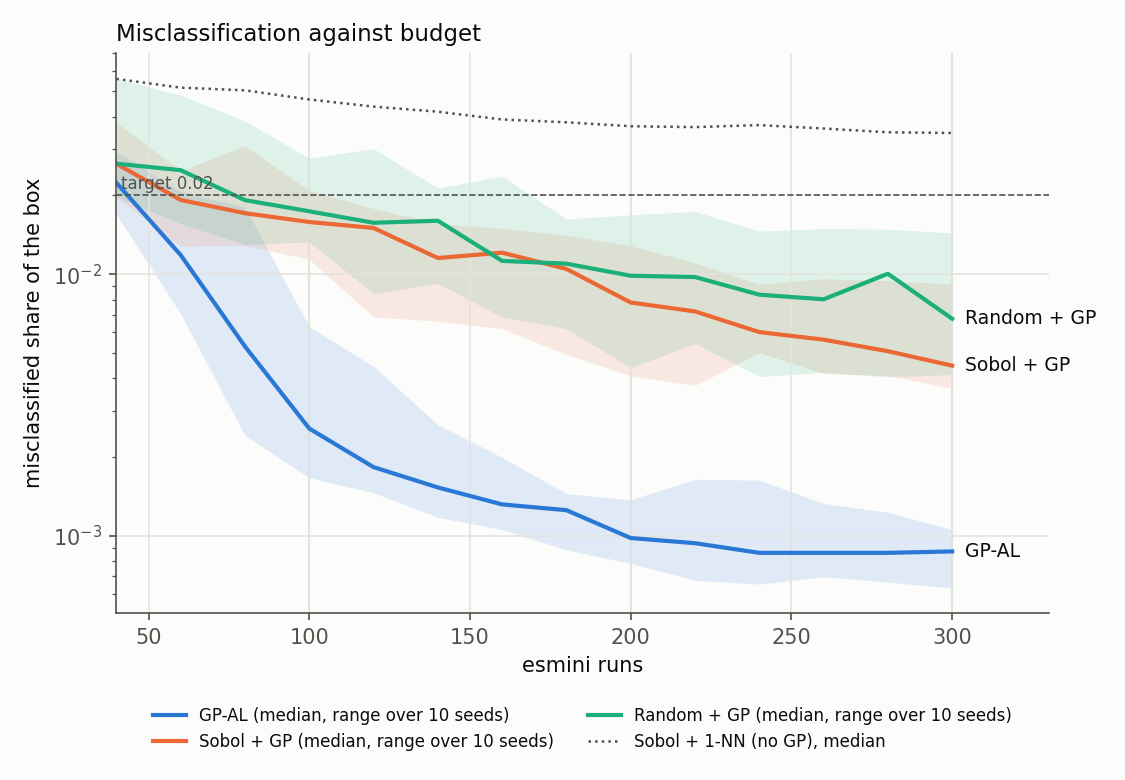 Misclassification against budget
misclassified share of the box
target 0.02
10⁻²
10⁻³
Random + GP
Sobol + GP
GP-AL
50 100 150 200 250 300
esmini runs
GP-AL (median, range over 10 seeds)
Sobol + GP (median, range over 10 seeds)
Random + GP (median, range over 10 seeds)
Sobol + 1-NN (no GP), median